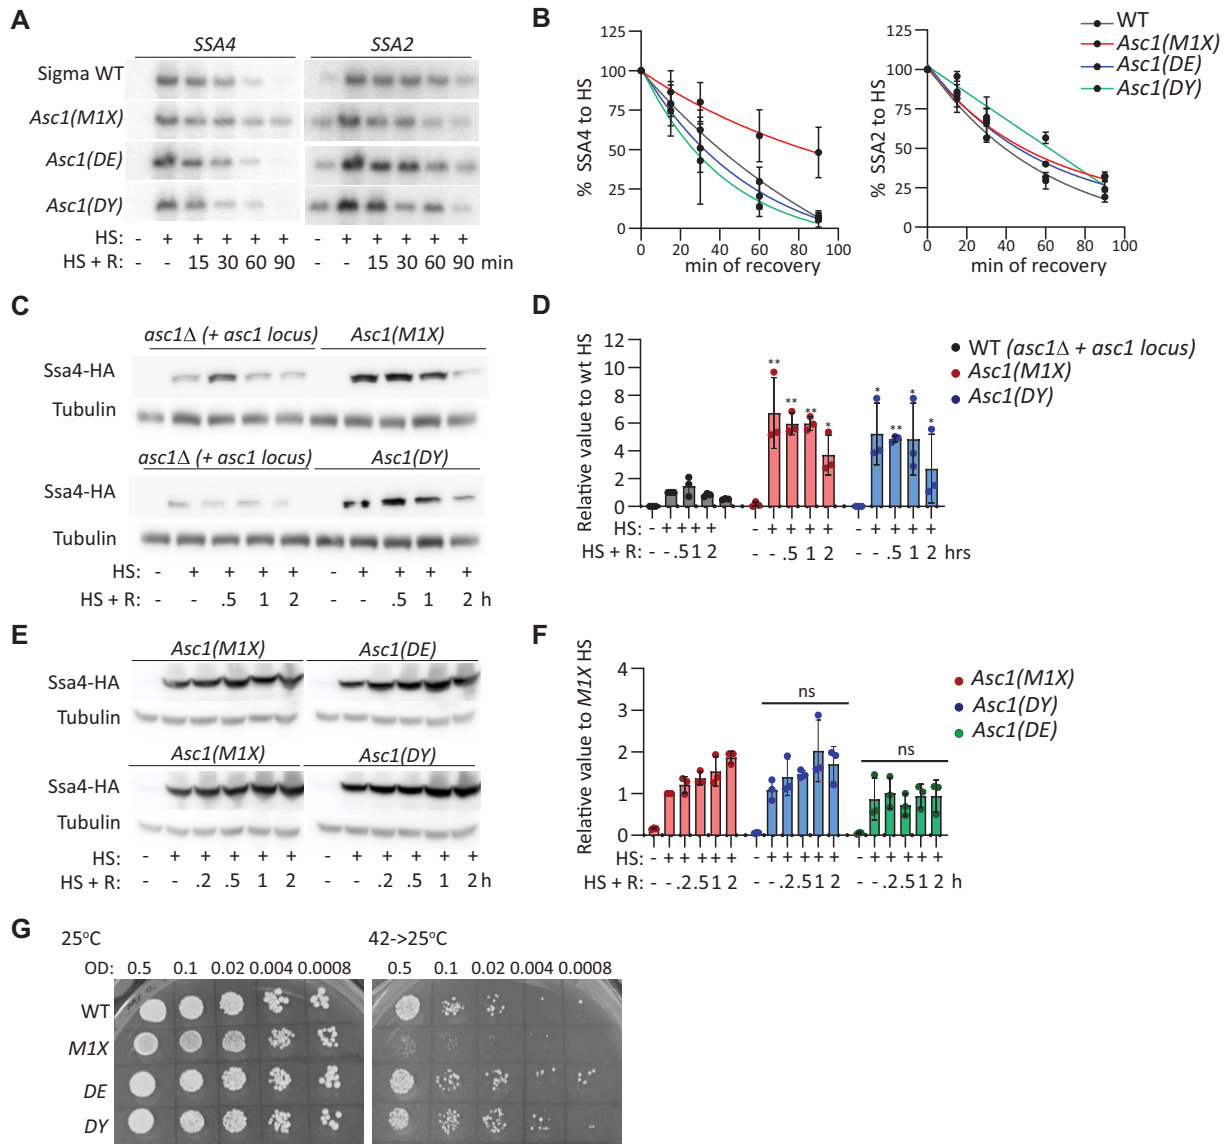 A
SSA4 SSA2
Sigma WT
Asc1(M1X)
Asc1(DE)
Asc1(DY)
HS: - + + + + + - + + + + +
HS + R: - - 15 30 60 90 - - 15 30 60 90 min
B
WT
Asc1(M1X)
Asc1(DE)
Asc1(DY)
% SSA4 to HS
125
100
75
50
25
0
0 20 40 60 80 100
min of recovery
% SSA2 to HS
125
100
75
50
25
0
0 20 40 60 80 100
min of recovery
C
asc1Δ (+ asc1 locus) Asc1(M1X)
Ssa4-HA
Tubulin
asc1Δ (+ asc1 locus) Asc1(DY)
Ssa4-HA
Tubulin
HS: - + + + + - + + + +
HS + R: - - .5 1 2 - - .5 1 2 h
D
WT (asc1Δ + asc1 locus)
Asc1(M1X)
Asc1(DY)
Relative value to wt HS
12
10
8
6
4
2
0
** ** ** * * ** * *
HS: - + + + + - + + + + - + + + +
HS + R: - - .5 1 2 - - .5 1 2 - - .5 1 2 hrs
E
Asc1(M1X) Asc1(DE)
Ssa4-HA
Tubulin
Asc1(M1X) Asc1(DY)
Ssa4-HA
Tubulin
HS: - + + + + + - + + + + +
HS + R: - - .2 .5 1 2 - - .2 .5 1 2 h
F
Asc1(M1X)
Asc1(DY)
Asc1(DE)
Relative value to M1X HS
4
3
2
1
0
ns
ns
HS: - + + + + + - + + + + + - + + + + +
HS + R: - - .2 .5 1 2 - - .2 .5 1 2 - - .2 .5 1 2 h
G
25°C 42->25°C
OD: 0.5 0.1 0.02 0.004 0.0008 0.5 0.1 0.02 0.004 0.0008
WT
M1X
DE
DY